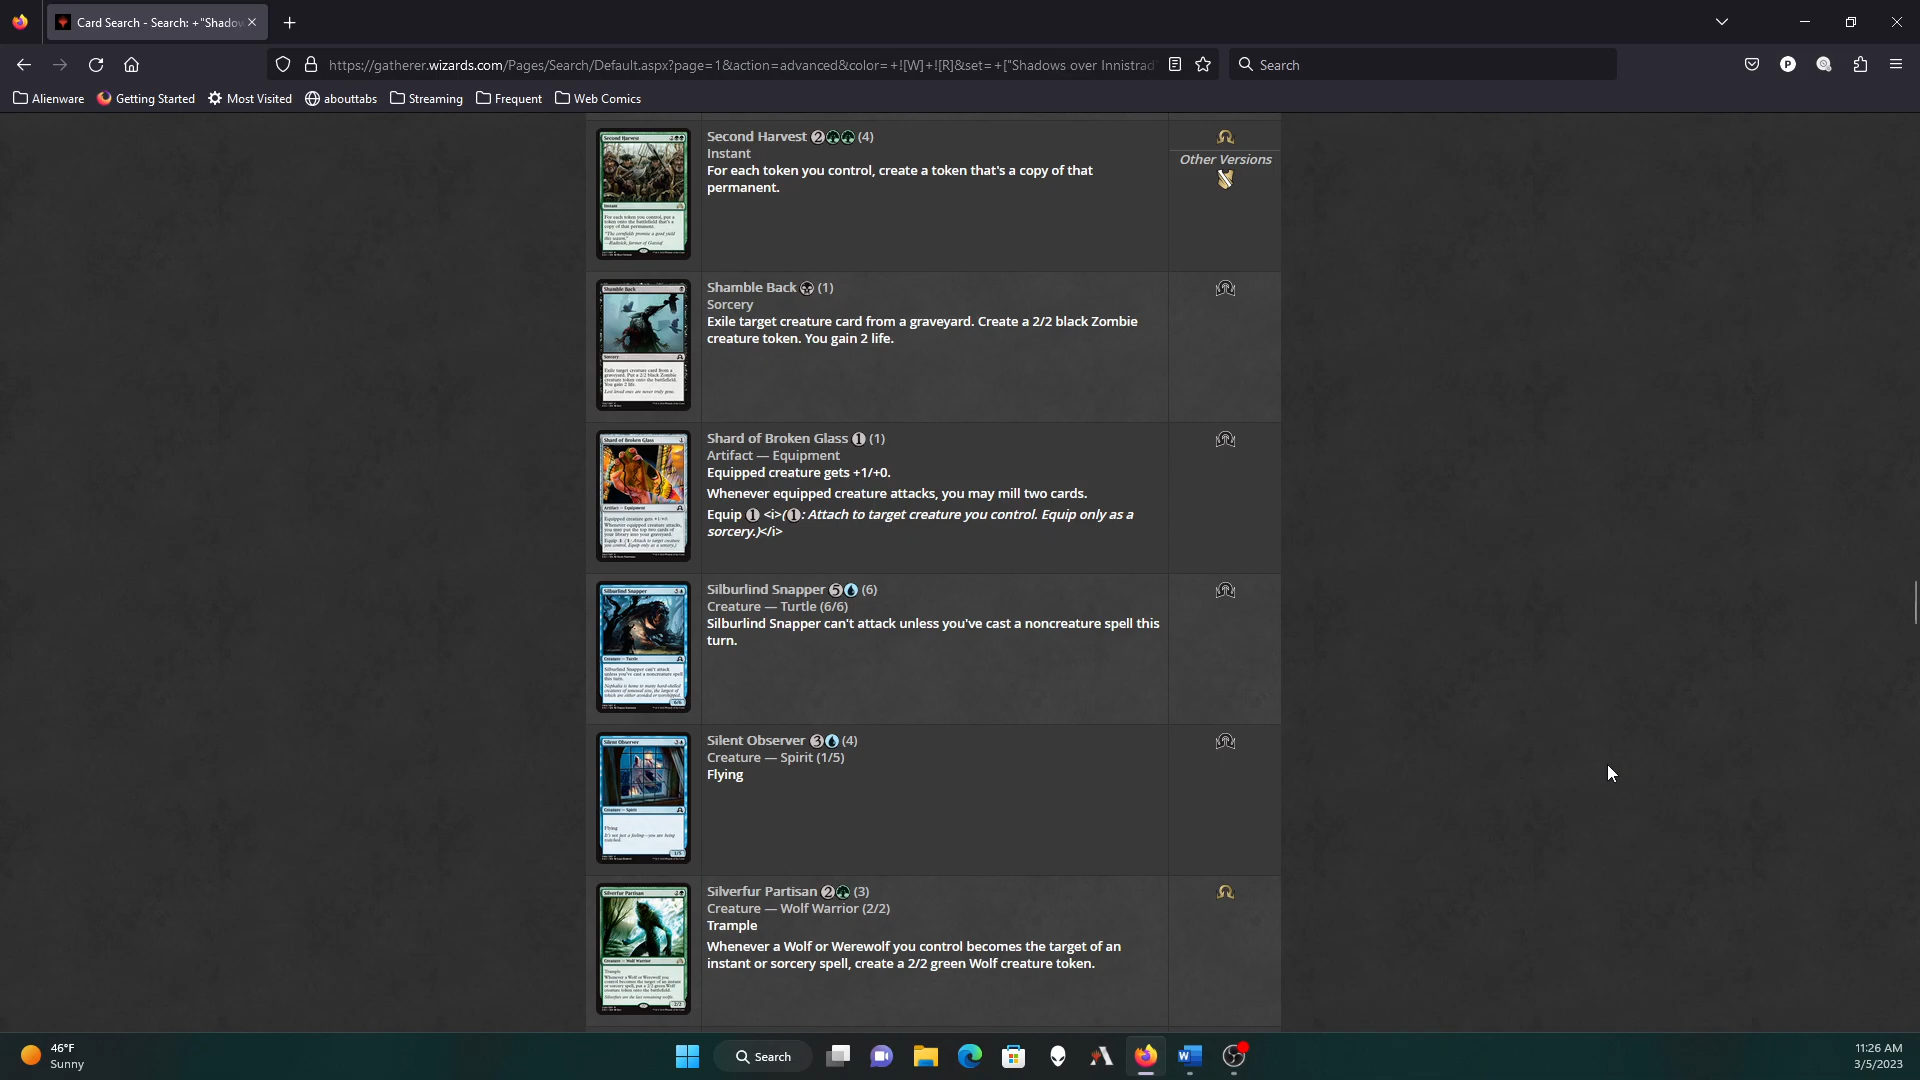 Card Search - Search: +"Shadow
https://gatherer.wizards.com/Pages/Search/Default.aspx?page=1&action=advanced&color=+![W]+![R]&set=+["Shadows over Innistrad
Search
Alienware
Getting Started
Most Visited
abouttabs
Streaming
Frequent
Web Comics
Second Harvest 2 (4)
Instant
For each token you control, create a token that's a copy of that
permanent.
Other Versions
Shamble Back (1)
Sorcery
Exile target creature card from a graveyard. Create a 2/2 black Zombie
creature token. You gain 2 life.
Shard of Broken Glass 1 (1)
Artifact — Equipment
Equipped creature gets +1/+0.
Whenever equipped creature attacks, you may mill two cards.
Equip 1 <i>(1: Attach to target creature you control. Equip only as a
sorcery.)</i>
Silburlind Snapper 5 (6)
Creature — Turtle (6/6)
Silburlind Snapper can't attack unless you've cast a noncreature spell this
turn.
Silent Observer 3 (4)
Creature — Spirit (1/5)
Flying
Silverfur Partisan 2 (3)
Creature — Wolf Warrior (2/2)
Trample
Whenever a Wolf or Werewolf you control becomes the target of an
instant or sorcery spell, create a 2/2 green Wolf creature token.
46°F
Sunny
Search
11:26 AM
3/5/2023